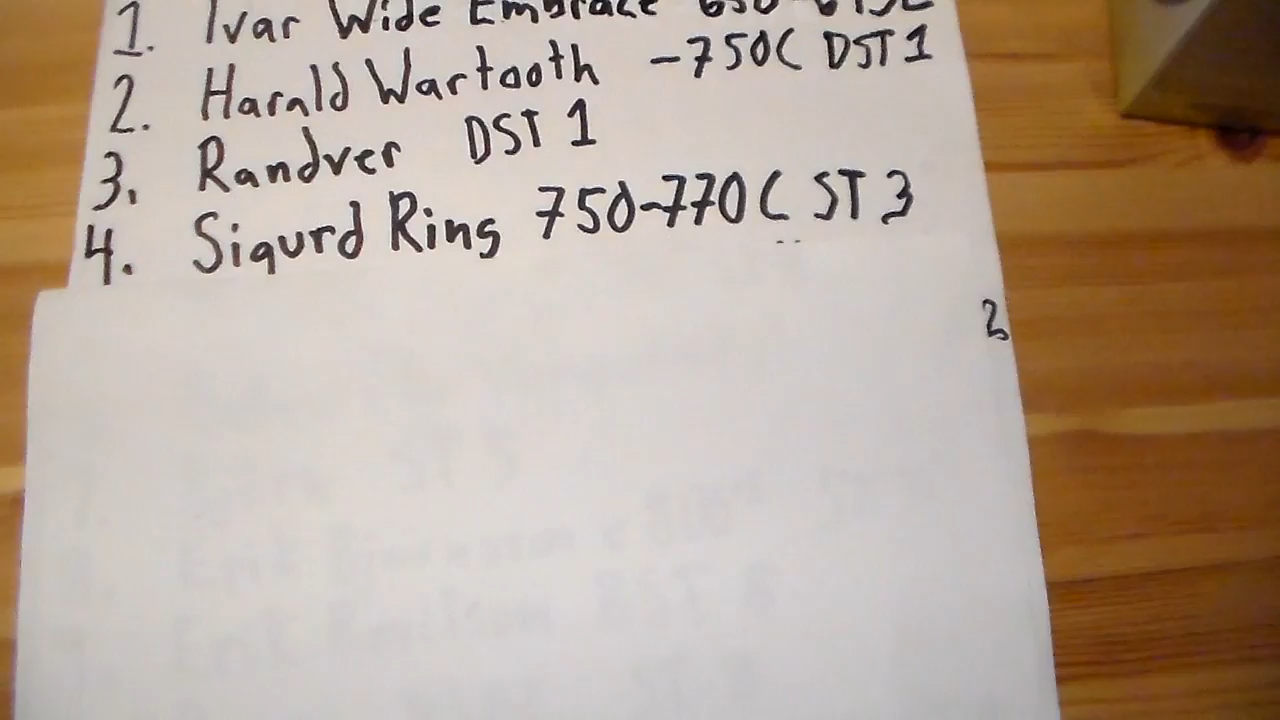 1. Ivar Wide Embrace
2. Harald Wartooth -750C DST 1
3. Randver DST 1
4. Sigurd Ring 750-770C ST 3
2